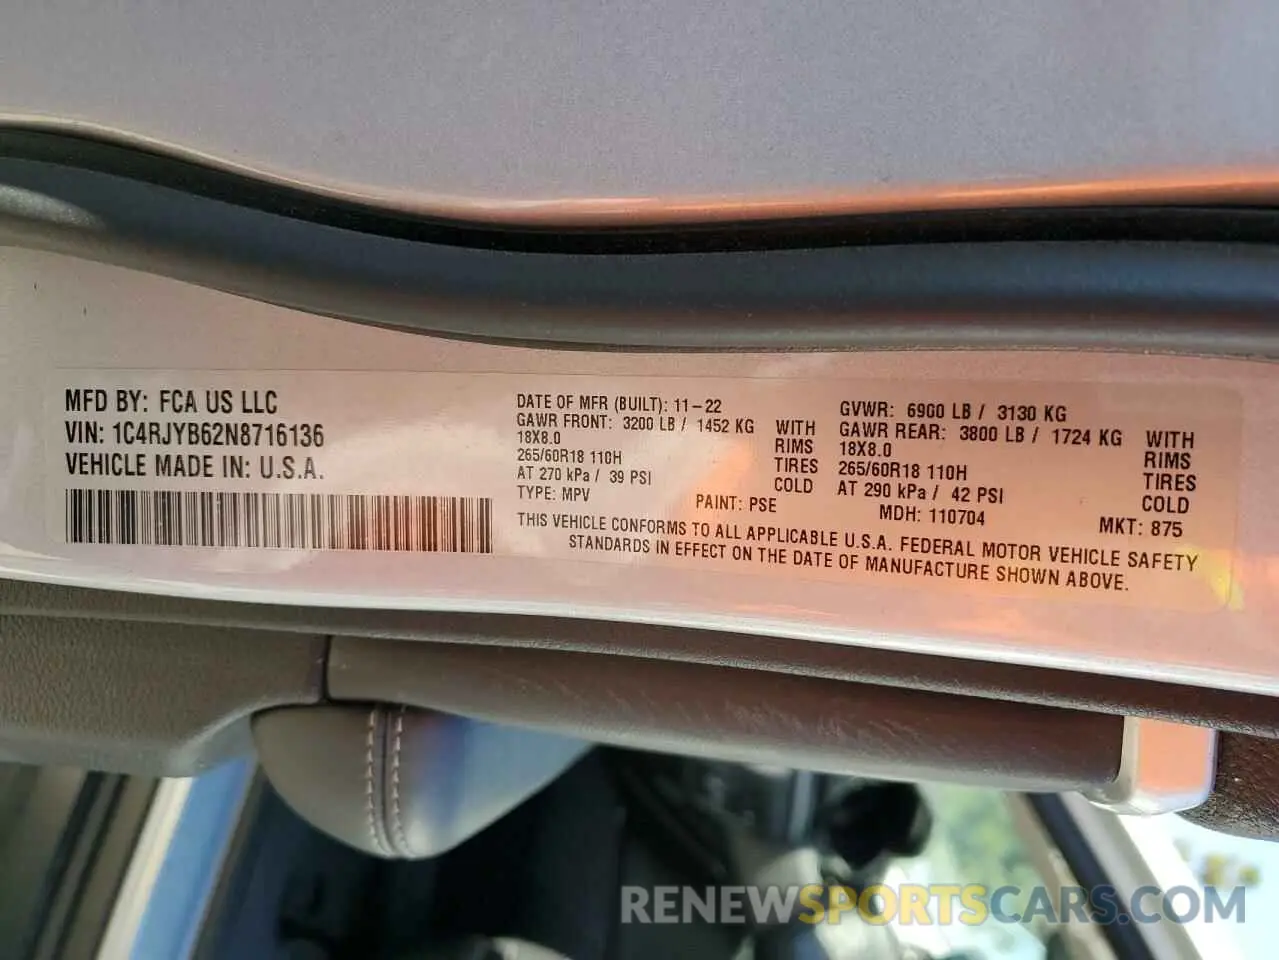 MFD BY: FCA US LLC
VIN: 1C4RJYB62N8716136
VEHICLE MADE IN: U.S.A.
DATE OF MFR (BUILT): 11-22
GAWR FRONT: 3200 LB / 1452 KG WITH
18X8.0 RIMS
265/60R18 110H TIRES
AT 270 kPa / 39 PSI COLD
TYPE: MPV PAINT: PSE
GVWR: 6900 LB / 3130 KG
GAWR REAR: 3800 LB / 1724 KG WITH
18X8.0 RIMS
265/60R18 110H TIRES
AT 290 kPa / 42 PSI COLD
MDH: 110704 MKT: 875
THIS VEHICLE CONFORMS TO ALL APPLICABLE U.S.A. FEDERAL MOTOR VEHICLE SAFETY
STANDARDS IN EFFECT ON THE DATE OF MANUFACTURE SHOWN ABOVE.
RENEWSPORTSCARS.COM